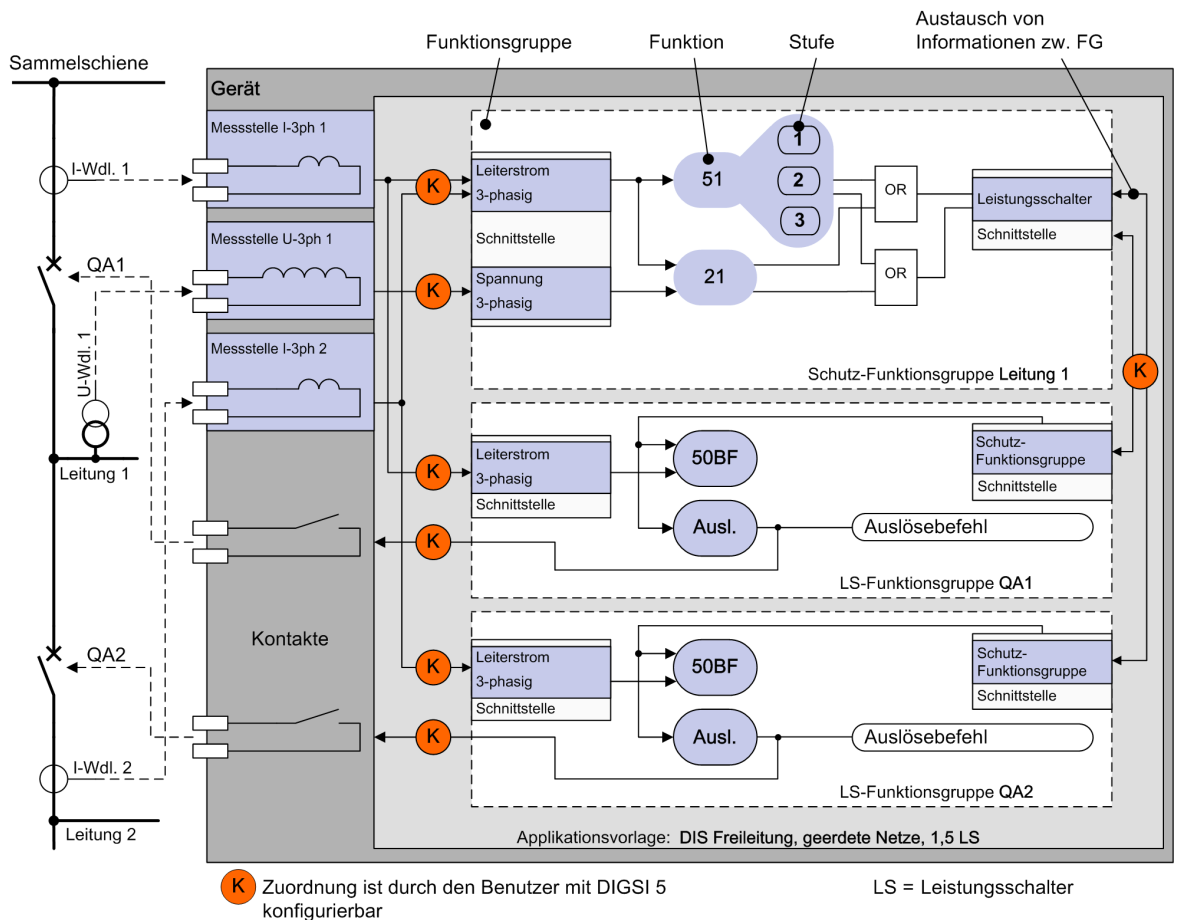 Funktionsgruppe
Funktion
Stufe
Austausch von
Informationen zw. FG
Sammelschiene
Gerät
Messstelle I-3ph 1
I-Wdl. 1
K
Leiterstrom
3-phasig
51
1
2
3
OR
Leistungsschalter
Schnittstelle
Schnittstelle
Messstelle U-3ph 1
QA1
K
Spannung
3-phasig
21
OR
U-Wdl. 1
Messstelle I-3ph 2
K
Schutz-Funktionsgruppe Leitung 1
Leitung 1
K
Leiterstrom
3-phasig
Schnittstelle
50BF
Schutz-
Funktionsgruppe
Schnittstelle
K
Ausl.
Auslösebefehl
LS-Funktionsgruppe QA1
Kontakte
QA2
K
Leiterstrom
3-phasig
Schnittstelle
50BF
Schutz-
Funktionsgruppe
Schnittstelle
K
Ausl.
Auslösebefehl
I-Wdl. 2
LS-Funktionsgruppe QA2
Leitung 2
Applikationsvorlage: DIS Freileitung, geerdete Netze, 1,5 LS
K Zuordnung ist durch den Benutzer mit DIGSI 5
konfigurierbar
LS = Leistungsschalter